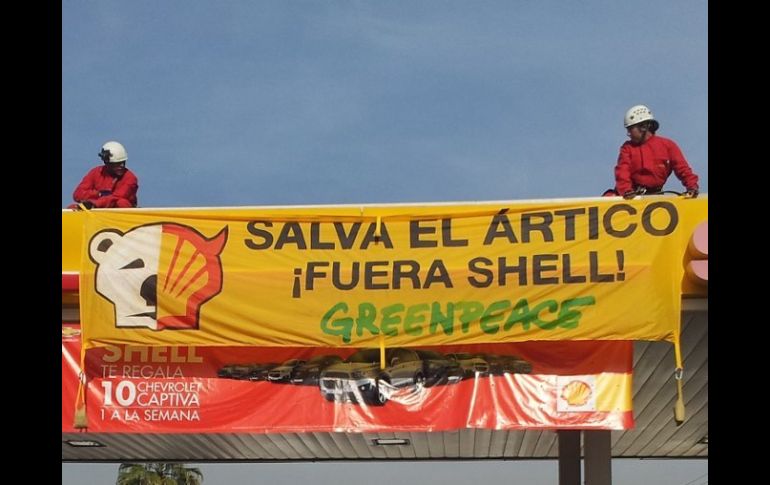 SALVA EL ÁRTICO
¡FUERA SHELL!
GREENPEACE
SHELL
TE REGALA
10 CHEVROLET
CAPTIVA
1 A LA SEMANA